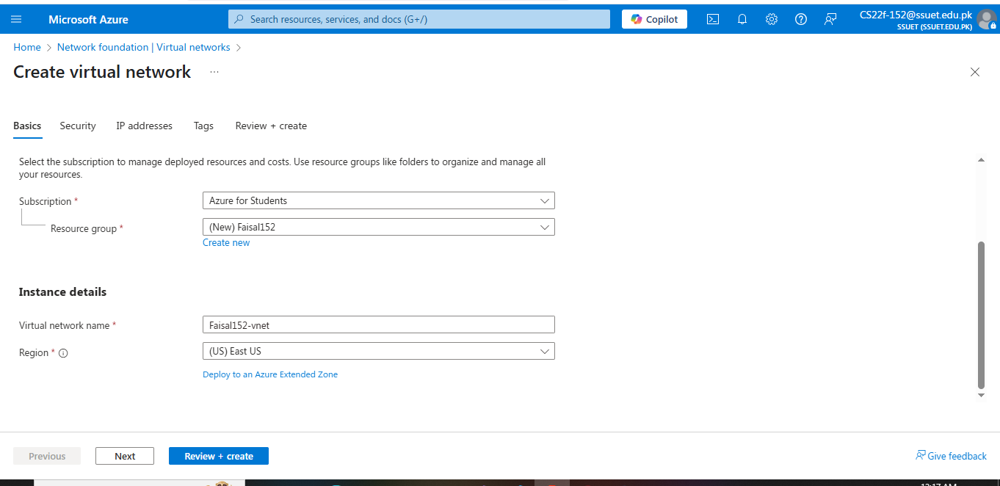 Microsoft Azure
Search resources, services, and docs (G+/)
Copilot
CS22f-152@ssuet.edu.pk
SSUET (SSUET.EDU.PK)
Home > Network foundation | Virtual networks >
Create virtual network ...
Basics Security IP addresses Tags Review + create
Select the subscription to manage deployed resources and costs. Use resource groups like folders to organize and manage all
your resources.
Subscription * Azure for Students
Resource group * (New) Faisal152
Create new
Instance details
Virtual network name * Faisal152-vnet
Region * (US) East US
Deploy to an Azure Extended Zone
Previous Next Review + create Give feedback
12:17 AM